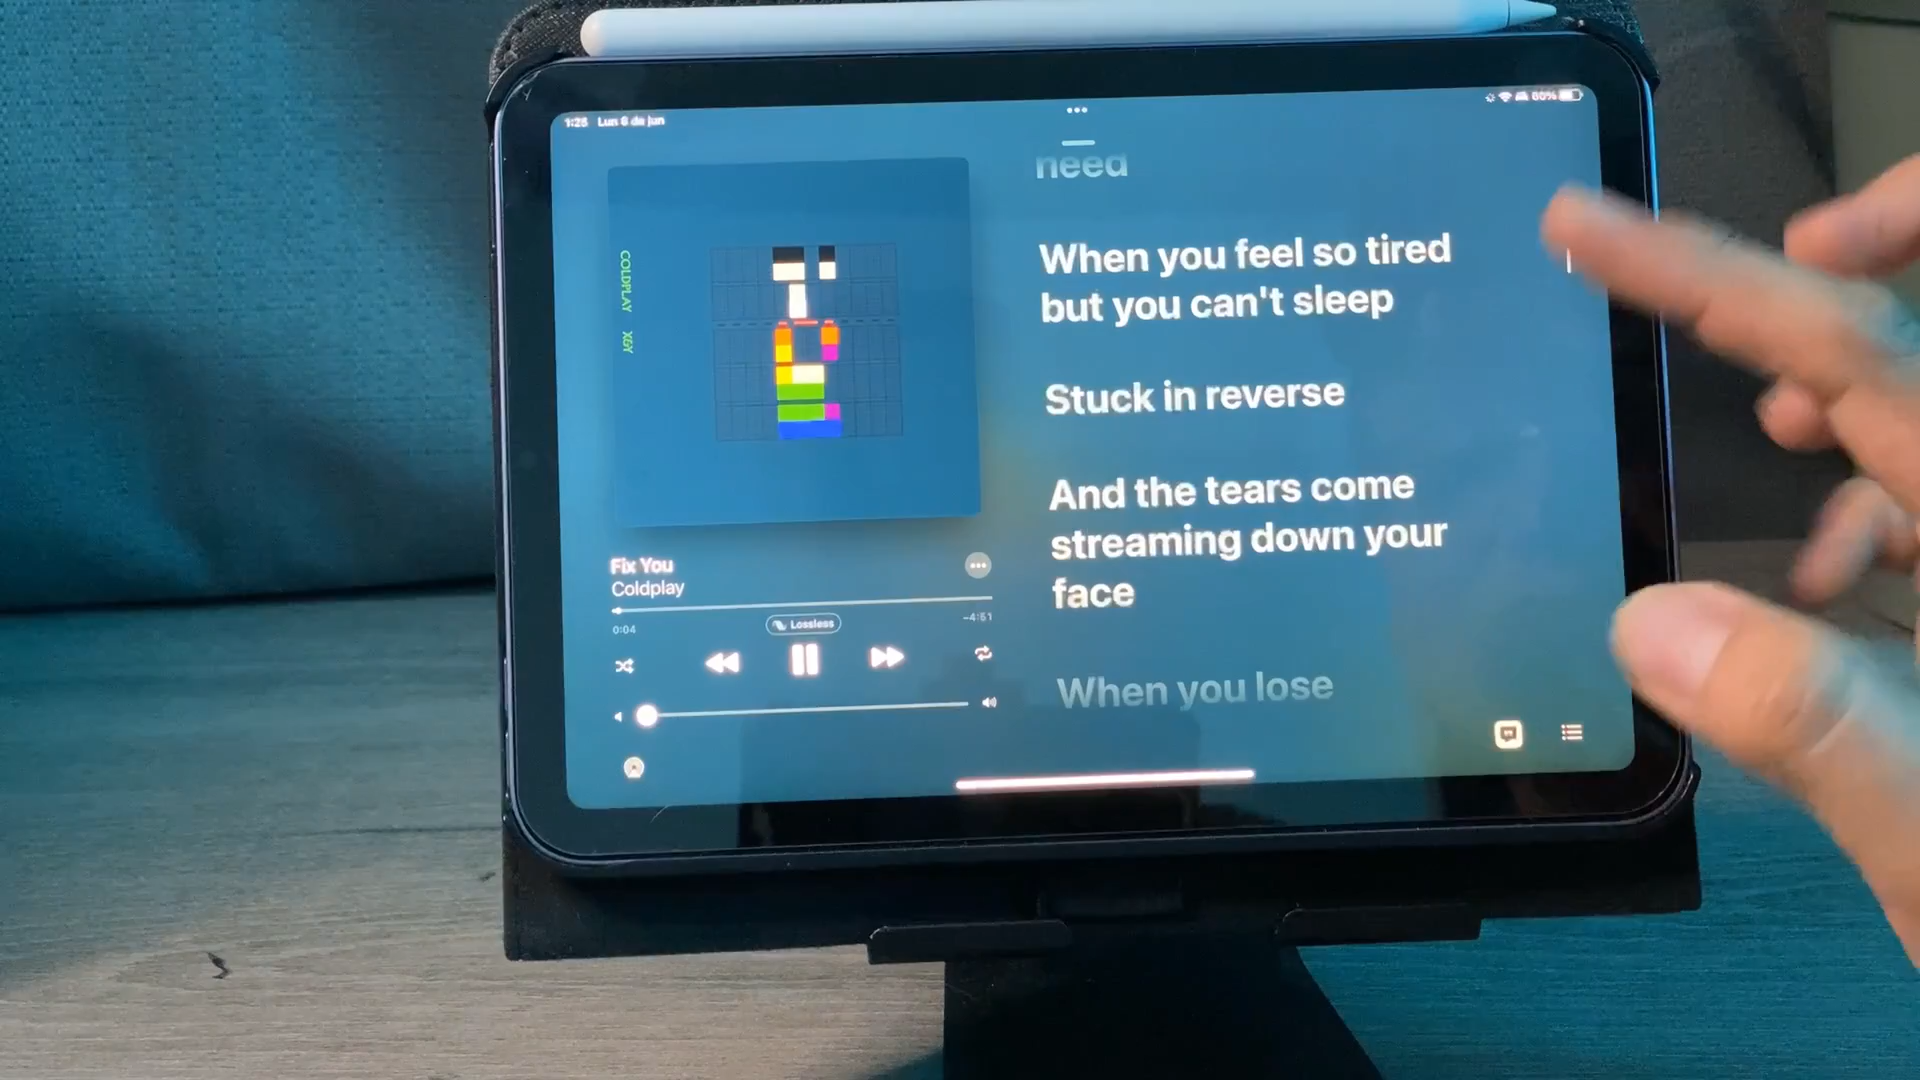 1:25 Lun 6 de jun
80%
need
When you feel so tired
but you can't sleep
Stuck in reverse
And the tears come
streaming down your
face
When you lose
COLDPLAY X&Y
Fix You
Coldplay
0:04
Lossless
-4:51